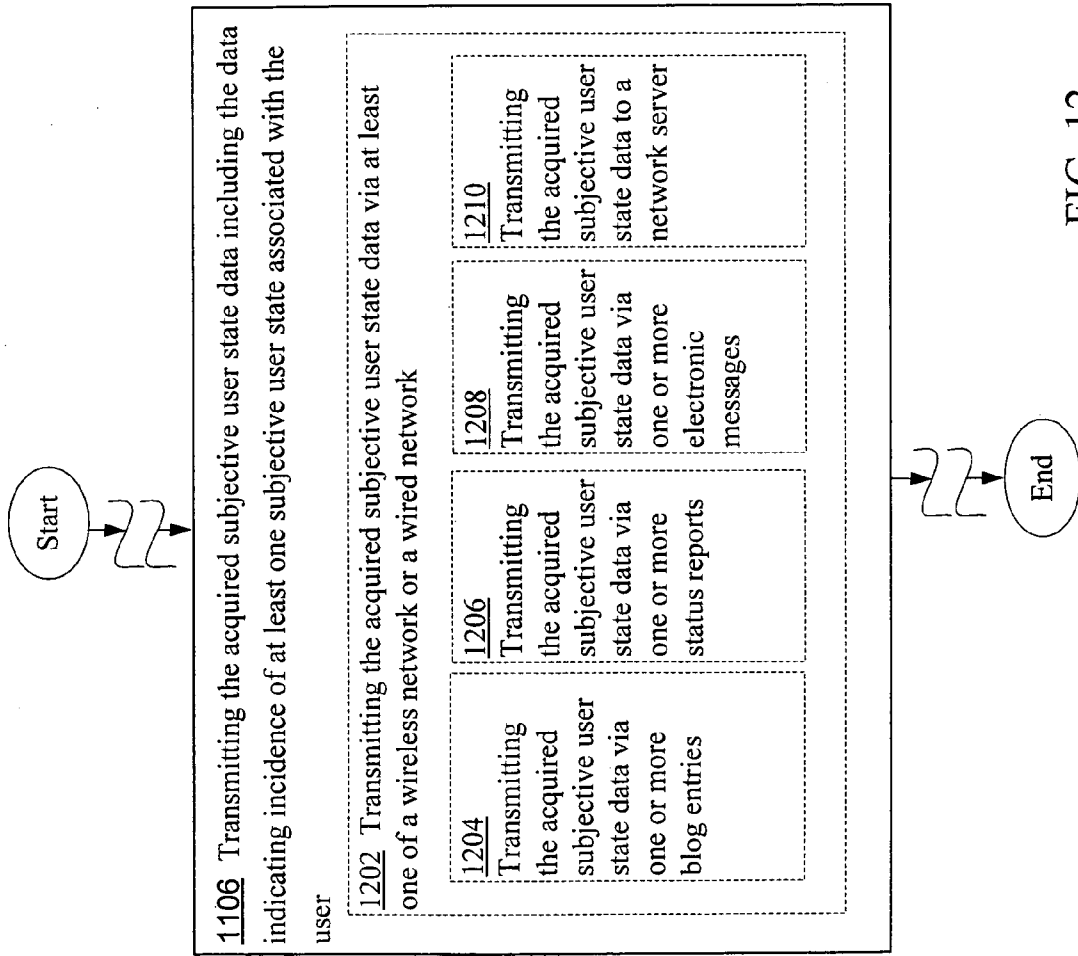 Start
1106 Transmitting the acquired subjective user state data including the data
indicating incidence of at least one subjective user state associated with the
user
1202 Transmitting the acquired subjective user state data via at least
one of a wireless network or a wired network
1204
Transmitting
the acquired
subjective user
state data via
one or more
blog entries
1206
Transmitting
the acquired
subjective user
state data via
one or more
status reports
1208
Transmitting
the acquired
subjective user
state data via
one or more
electronic
messages
1210
Transmitting
the acquired
subjective user
state data to a
network server
End
FIG. 12